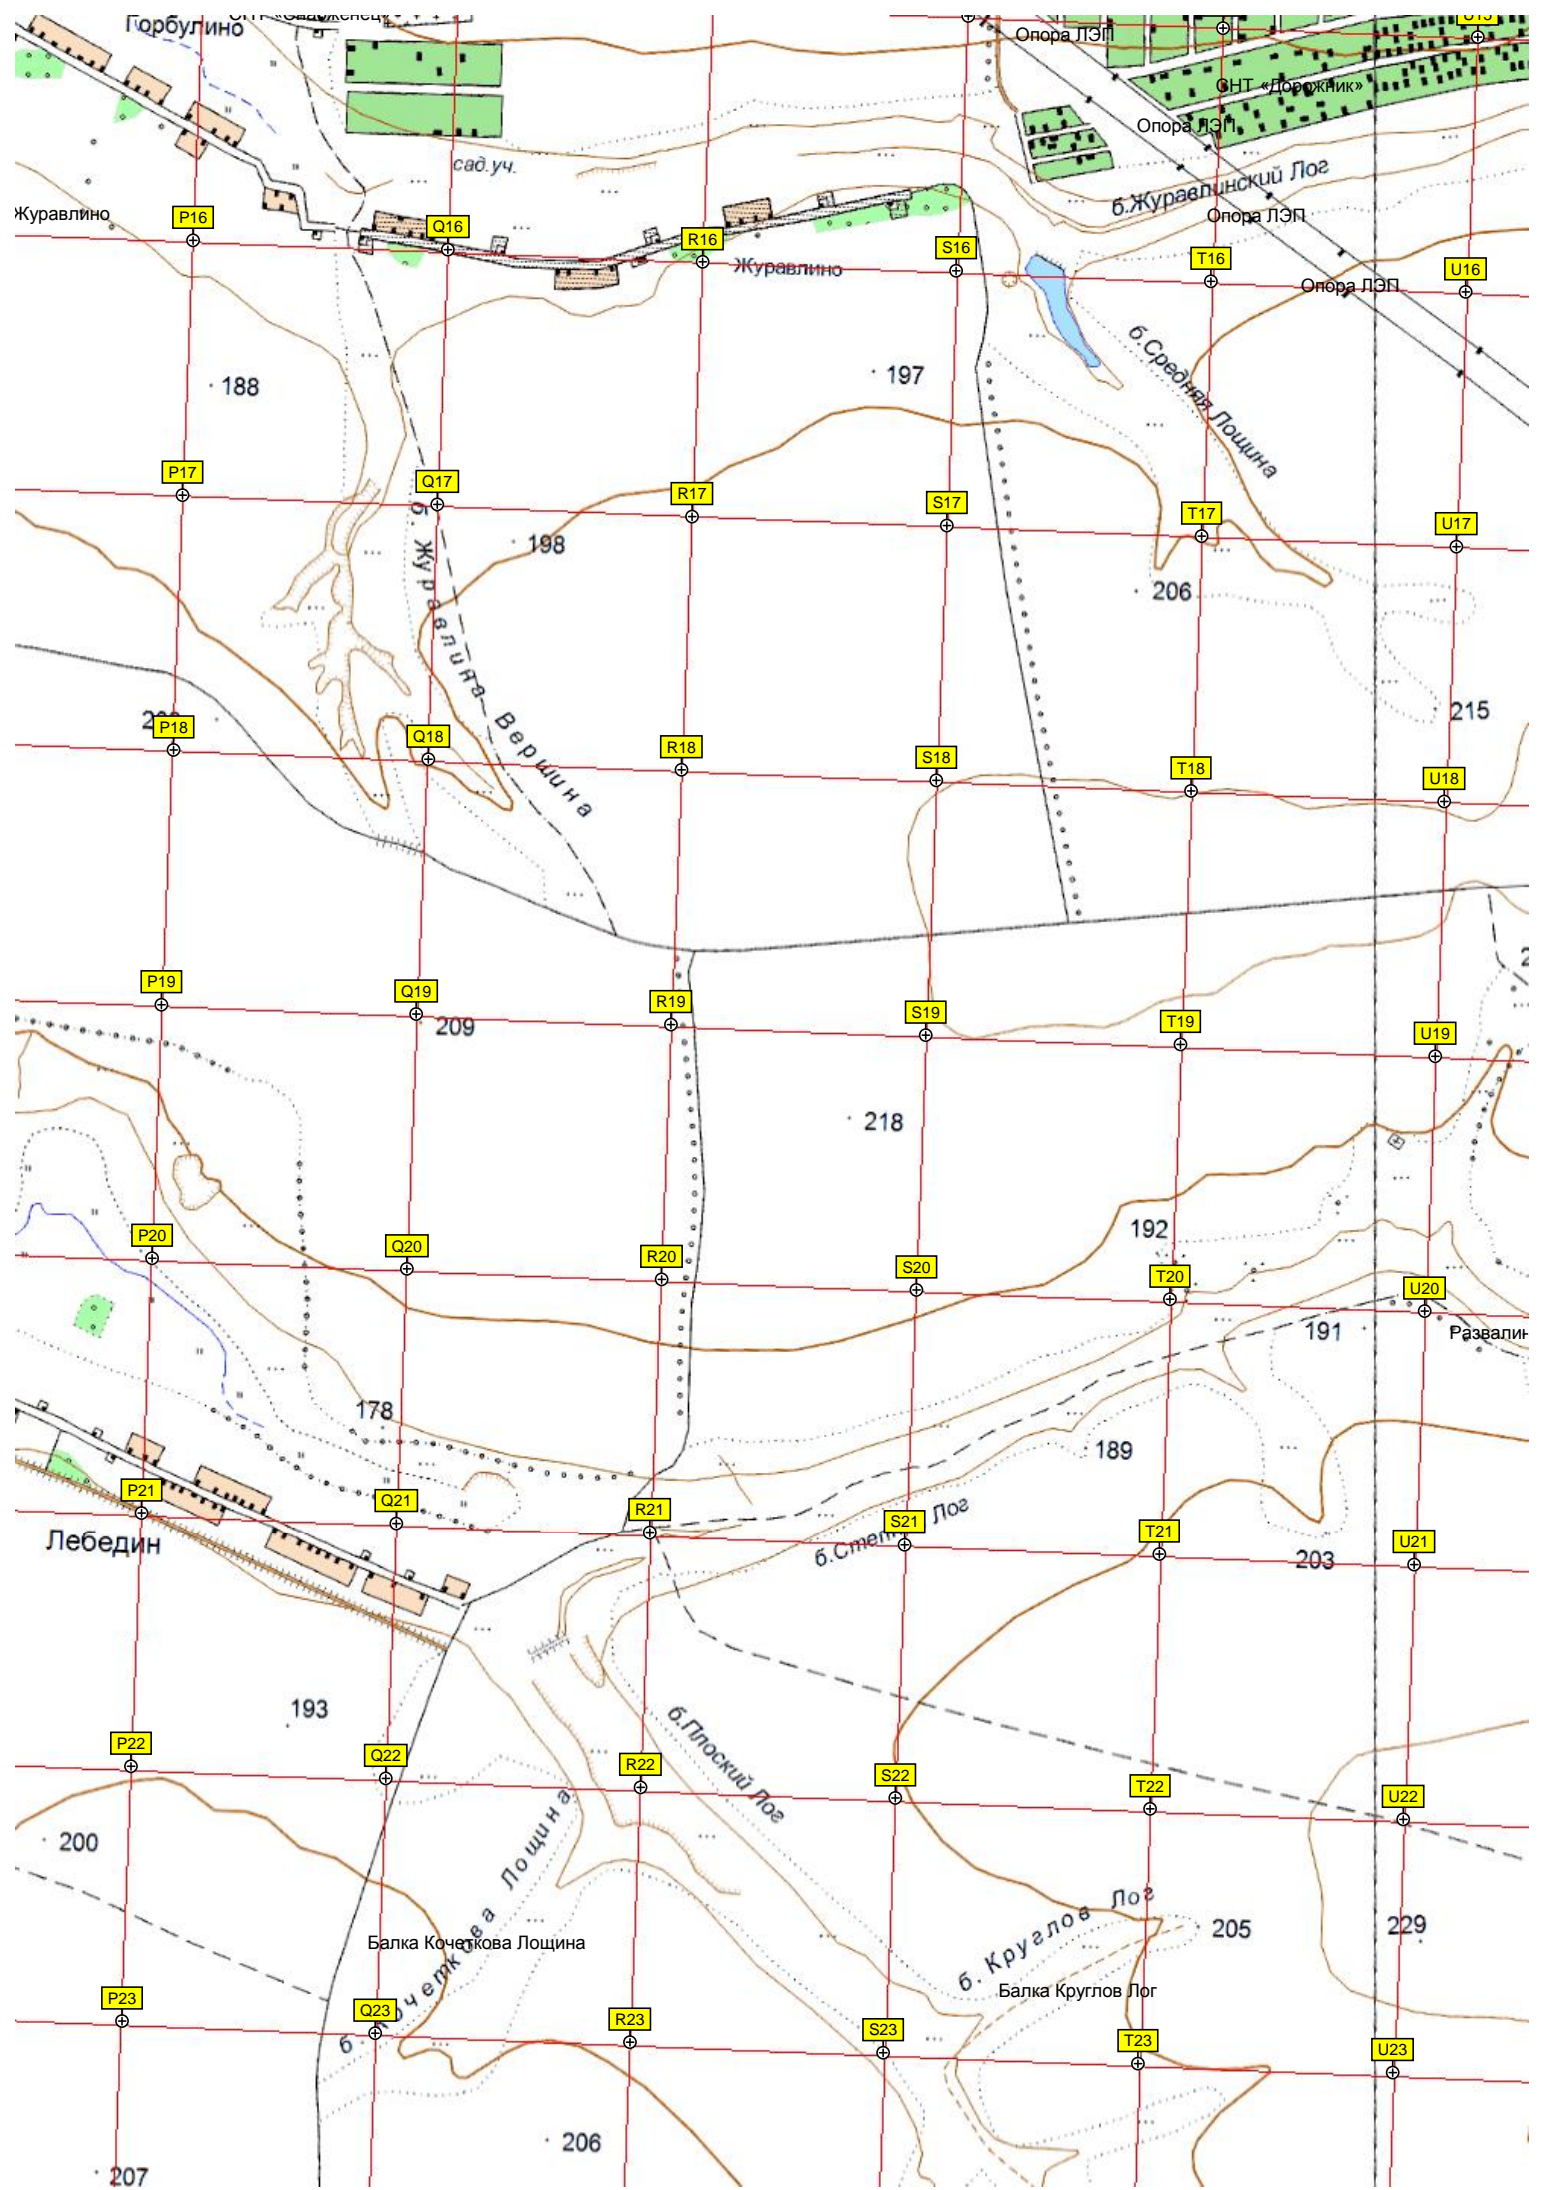 Горбулино
СНТ «Снабженец»
Опора ЛЭП
U15
СНТ «Дорожник»
Опора ЛЭП
сад.уч.
б.Журавлинский Лог
Опора ЛЭП
Журавлино
P16
Q16
R16
Журавлино
S16
T16
U16
Опора ЛЭП
188
197
б.Средняя Лощина
P17
Q17
R17
S17
T17
U17
198
б. Журавлина Вершина
206
215
P18
Q18
R18
S18
T18
U18
P19
Q19
R19
S19
T19
U19
209
218
192
P20
Q20
R20
S20
T20
U20
191
Развалин
178
189
P21
Q21
R21
S21
T21
U21
Лебедин
Лог
203
193
б.Плоский Лог
P22
Q22
R22
S22
T22
U22
200
б. Кочеткова Лощина
Балка Кочеткова Лощина
б. Круглов Лог
205
229
Балка Круглов Лог
P23
Q23
R23
S23
T23
U23
206
207